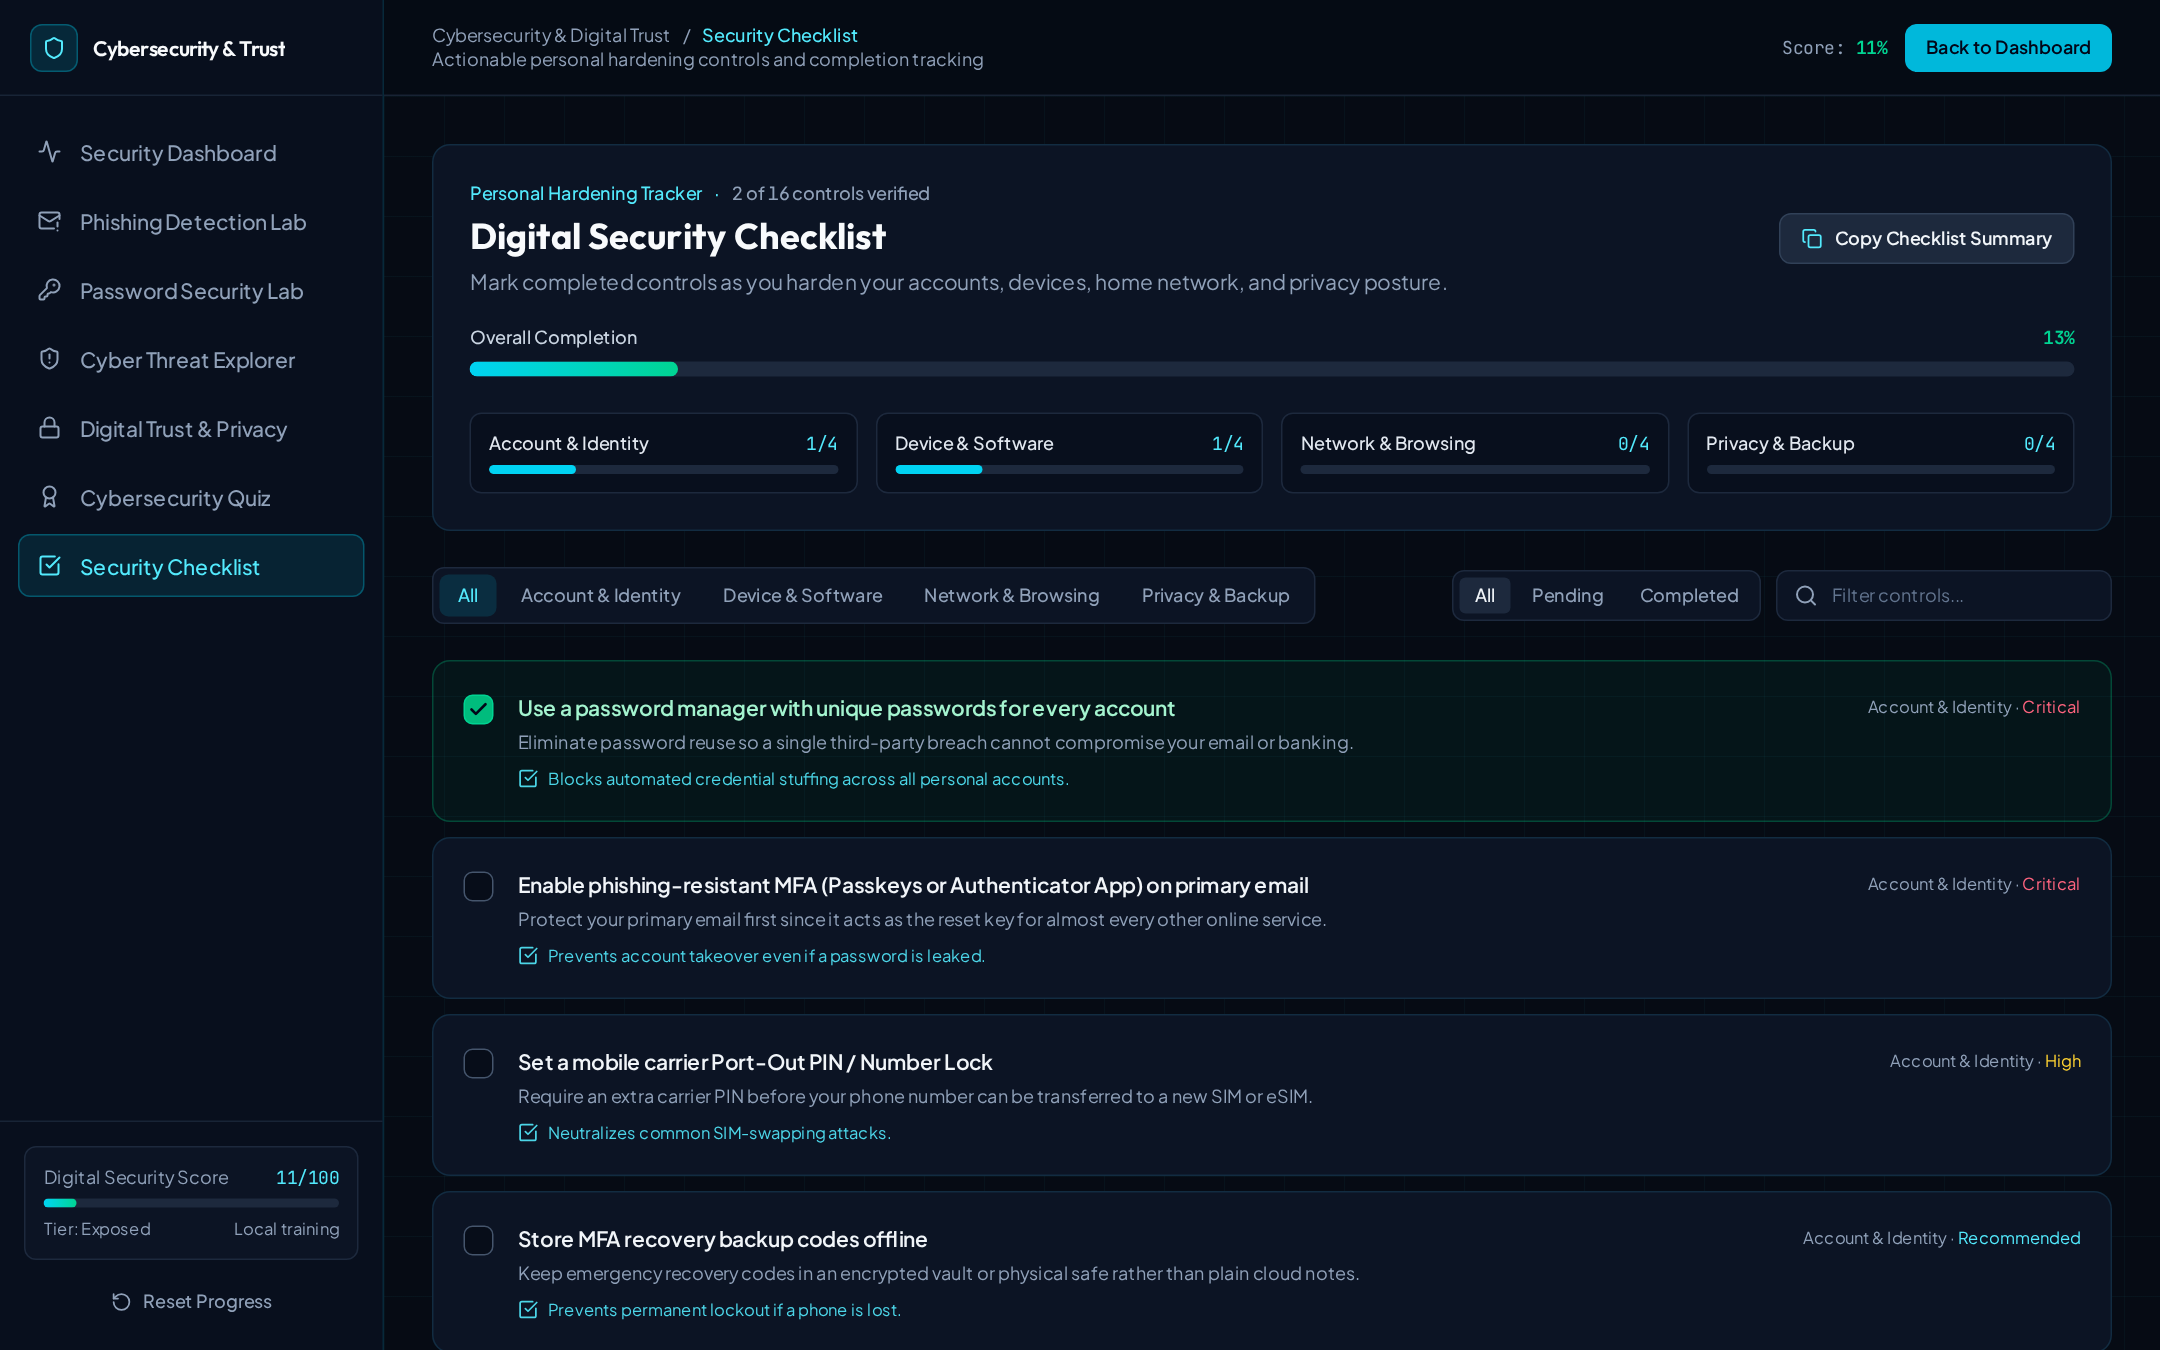 Cybersecurity & Trust
Security Dashboard
Phishing Detection Lab
Password Security Lab
Cyber Threat Explorer
Digital Trust & Privacy
Cybersecurity Quiz
Security Checklist
Digital Security Score 11/100
Tier: Exposed Local training
Reset Progress
Cybersecurity & Digital Trust / Security Checklist
Actionable personal hardening controls and completion tracking
Score: 11%
Back to Dashboard
Personal Hardening Tracker · 2 of 16 controls verified
Digital Security Checklist
Mark completed controls as you harden your accounts, devices, home network, and privacy posture.
Copy Checklist Summary
Overall Completion 13%
Account & Identity 1/4
Device & Software 1/4
Network & Browsing 0/4
Privacy & Backup 0/4
All Account & Identity Device & Software Network & Browsing Privacy & Backup
All Pending Completed
Filter controls...
Use a password manager with unique passwords for every account
Account & Identity · Critical
Eliminate password reuse so a single third-party breach cannot compromise your email or banking.
Blocks automated credential stuffing across all personal accounts.
Enable phishing-resistant MFA (Passkeys or Authenticator App) on primary email
Account & Identity · Critical
Protect your primary email first since it acts as the reset key for almost every other online service.
Prevents account takeover even if a password is leaked.
Set a mobile carrier Port-Out PIN / Number Lock
Account & Identity · High
Require an extra carrier PIN before your phone number can be transferred to a new SIM or eSIM.
Neutralizes common SIM-swapping attacks.
Store MFA recovery backup codes offline
Account & Identity · Recommended
Keep emergency recovery codes in an encrypted vault or physical safe rather than plain cloud notes.
Prevents permanent lockout if a phone is lost.